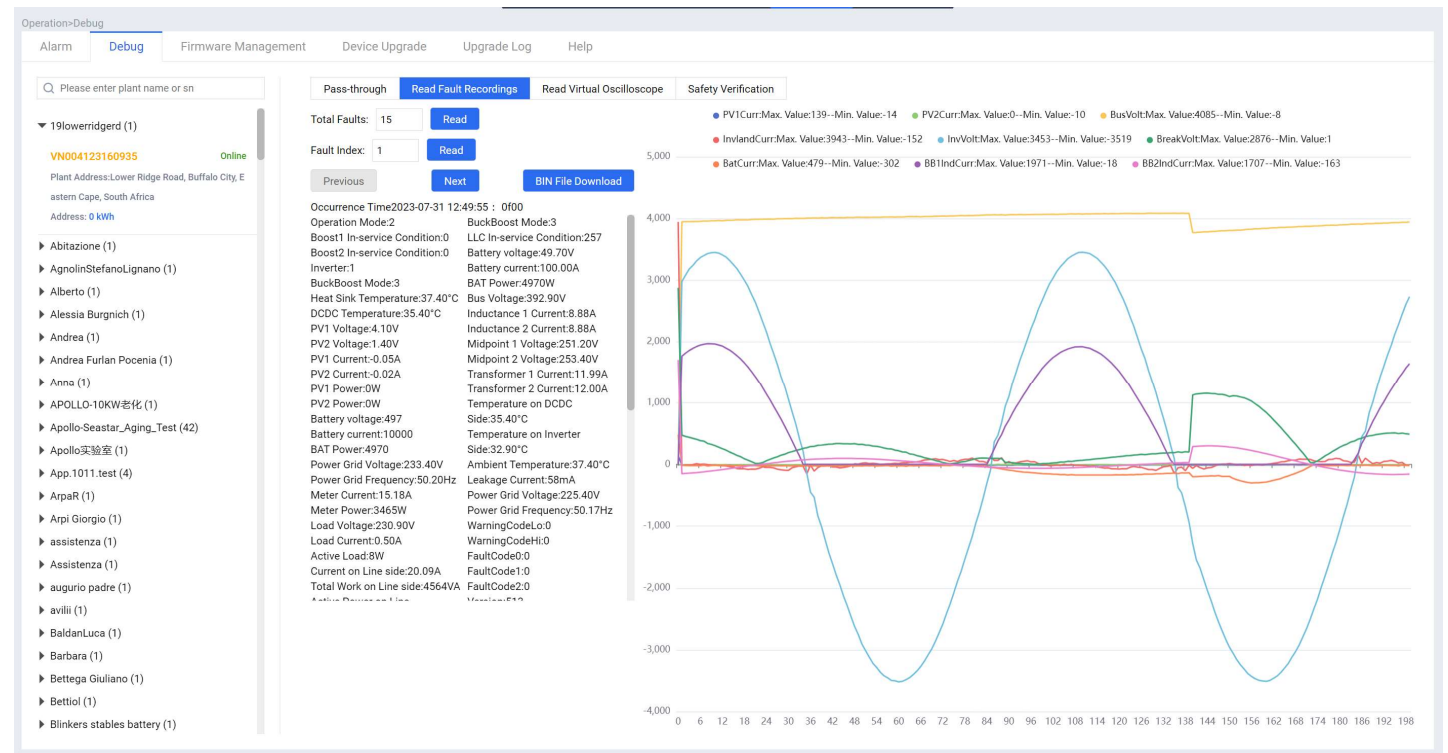 Operation>Debug
Alarm Debug Firmware Management Device Upgrade Upgrade Log Help
Please enter plant name or sn
19lowerridgerd (1)
VN004123160935 Online
Plant Address:Lower Ridge Road, Buffalo City, E
astern Cape, South Africa
Address: 0 kWh
Abitazione (1)
AgnolinStefanoLignano (1)
Alberto (1)
Alessia Burgnich (1)
Andrea (1)
Andrea Furlan Pocenia (1)
Anna (1)
APOLLO-10KW老化 (1)
Apollo-Seastar_Aging_Test (42)
Apollo实验室 (1)
App.1011.test (4)
ArpaR (1)
Arpi Giorgio (1)
assistenza (1)
Assistenza (1)
augurio padre (1)
avilii (1)
BaldanLuca (1)
Barbara (1)
Bettega Giuliano (1)
Bettiol (1)
Blinkers stables battery (1)
Pass-through Read Fault Recordings Read Virtual Oscilloscope Safety Verification
Total Faults: 15 Read
Fault Index: 1 Read
Previous Next BIN File Download
Occurrence Time2023-07-31 12:49:55： 0f00
Operation Mode:2
Boost1 In-service Condition:0
Boost2 In-service Condition:0
Inverter:1
BuckBoost Mode:3
Heat Sink Temperature:37.40°C
DCDC Temperature:35.40°C
PV1 Voltage:4.10V
PV2 Voltage:1.40V
PV1 Current:-0.05A
PV2 Current:-0.02A
PV1 Power:0W
PV2 Power:0W
Battery voltage:497
Battery current:10000
BAT Power:4970
Power Grid Voltage:233.40V
Power Grid Frequency:50.20Hz
Meter Current:15.18A
Meter Power:3465W
Load Voltage:230.90V
Load Current:0.50A
Active Load:8W
Current on Line side:20.09A
Total Work on Line side:4564VA
Active Power on Line
BuckBoost Mode:3
LLC In-service Condition:257
Battery voltage:49.70V
Battery current:100.00A
BAT Power:4970W
Bus Voltage:392.90V
Inductance 1 Current:8.88A
Inductance 2 Current:8.88A
Midpoint 1 Voltage:251.20V
Midpoint 2 Voltage:253.40V
Transformer 1 Current:11.99A
Transformer 2 Current:12.00A
Temperature on DCDC
Side:35.40°C
Temperature on Inverter
Side:32.90°C
Ambient Temperature:37.40°C
Leakage Current:58mA
Power Grid Voltage:225.40V
Power Grid Frequency:50.17Hz
WarningCodeLo:0
WarningCodeHi:0
FaultCode0:0
FaultCode1:0
FaultCode2:0
Version:512
PV1Curr:Max. Value:139--Min. Value:-14 PV2Curr:Max. Value:0--Min. Value:-10 BusVolt:Max. Value:4085--Min. Value:-8
InvlandCurr:Max. Value:3943--Min. Value:-152 InvVolt:Max. Value:3453--Min. Value:-3519 BreakVolt:Max. Value:2876--Min. Value:1
BatCurr:Max. Value:479--Min. Value:-302 BB1IndCurr:Max. Value:1971--Min. Value:-18 BB2IndCurr:Max. Value:1707--Min. Value:-163
5,000
4,000
3,000
2,000
1,000
0
-1,000
-2,000
-3,000
-4,000
0 6 12 18 24 30 36 42 48 54 60 66 72 78 84 90 96 102 108 114 120 126 132 138 144 150 156 162 168 174 180 186 192 198